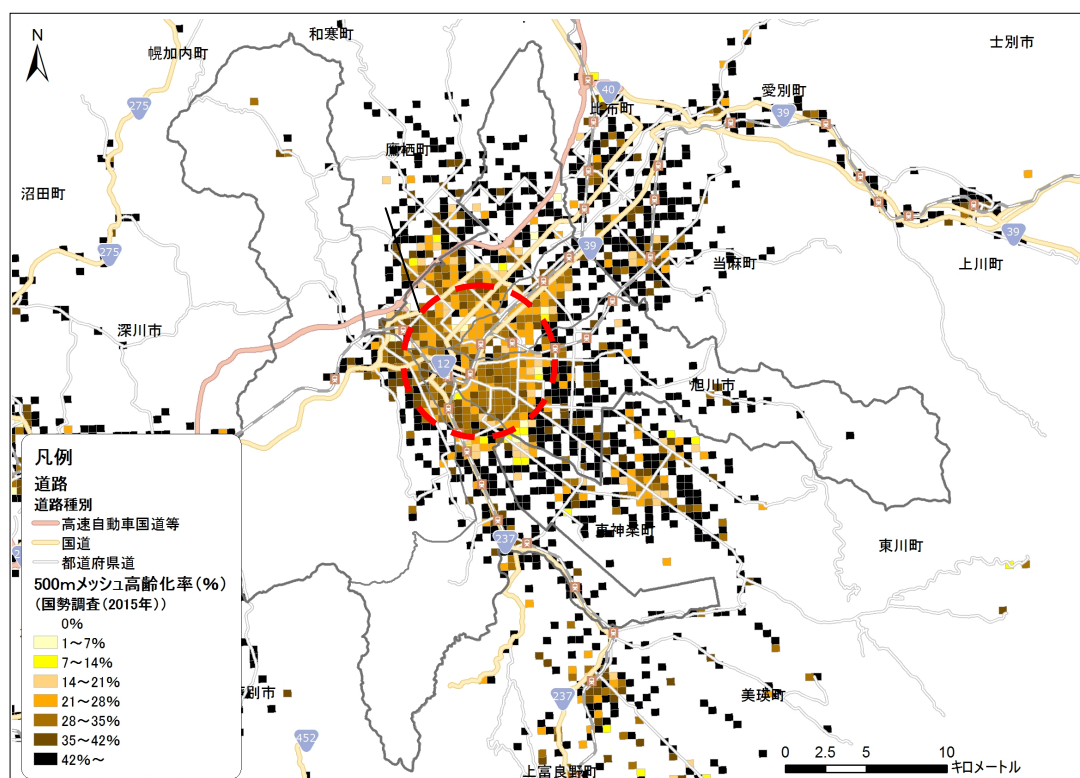 和寒町
士別市
N
幌加内町
愛別町
40
275
比布町
39
鷹栖町
沼田町
39
275
39
当麻町
上川町
深川市
12
旭川市
凡例
道路
道路種別
高速自動車国道等
国道
都道府県道
500mメッシュ高齢化率(%)
(国勢調査(2015年))
0%
1~7%
7~14%
14~21%
21~28%
28~35%
35~42%
42%~
東神楽町
237
東川町
237
美瑛町
452
上富良野町
0 2.5 5 10
キロメートル